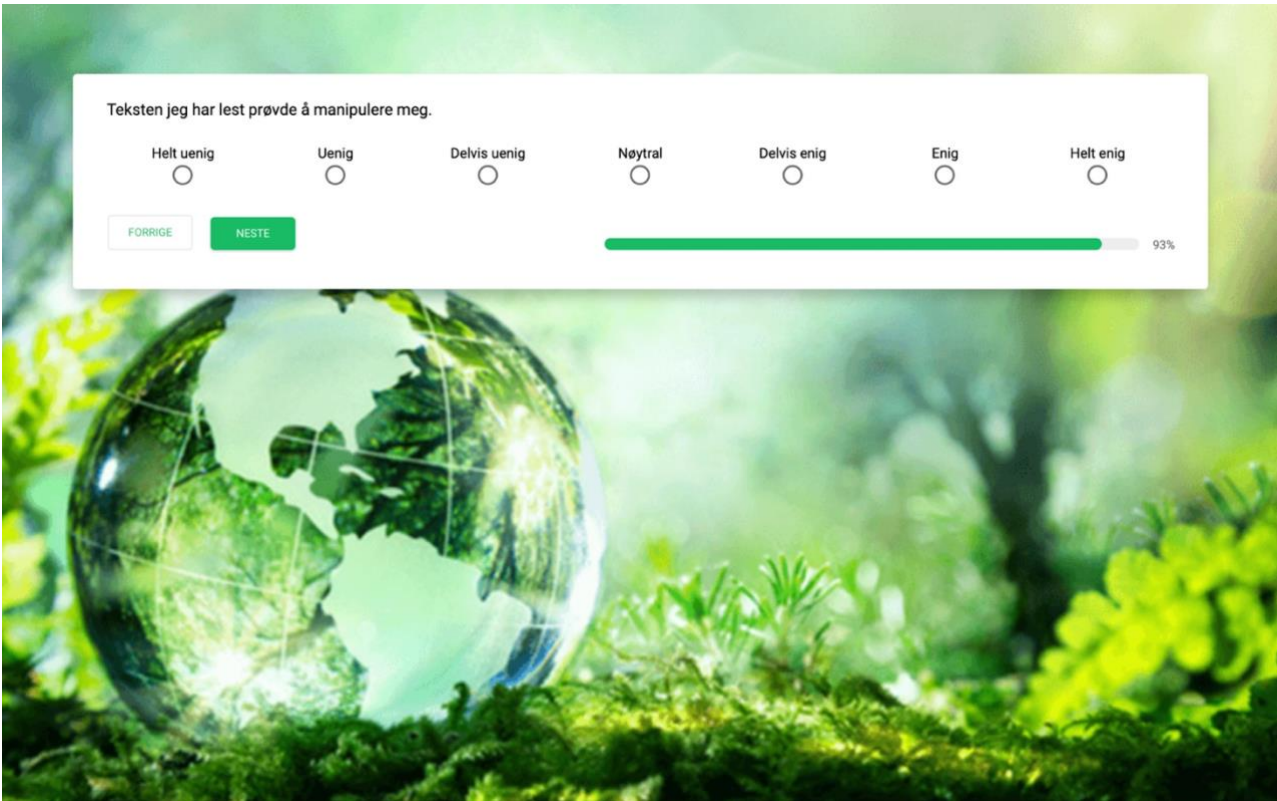 Teksten jeg har lest prøvde å manipulere meg.
Helt uenig Uenig Delvis uenig Nøytral Delvis enig Enig Helt enig
FORRIGE NESTE 93%